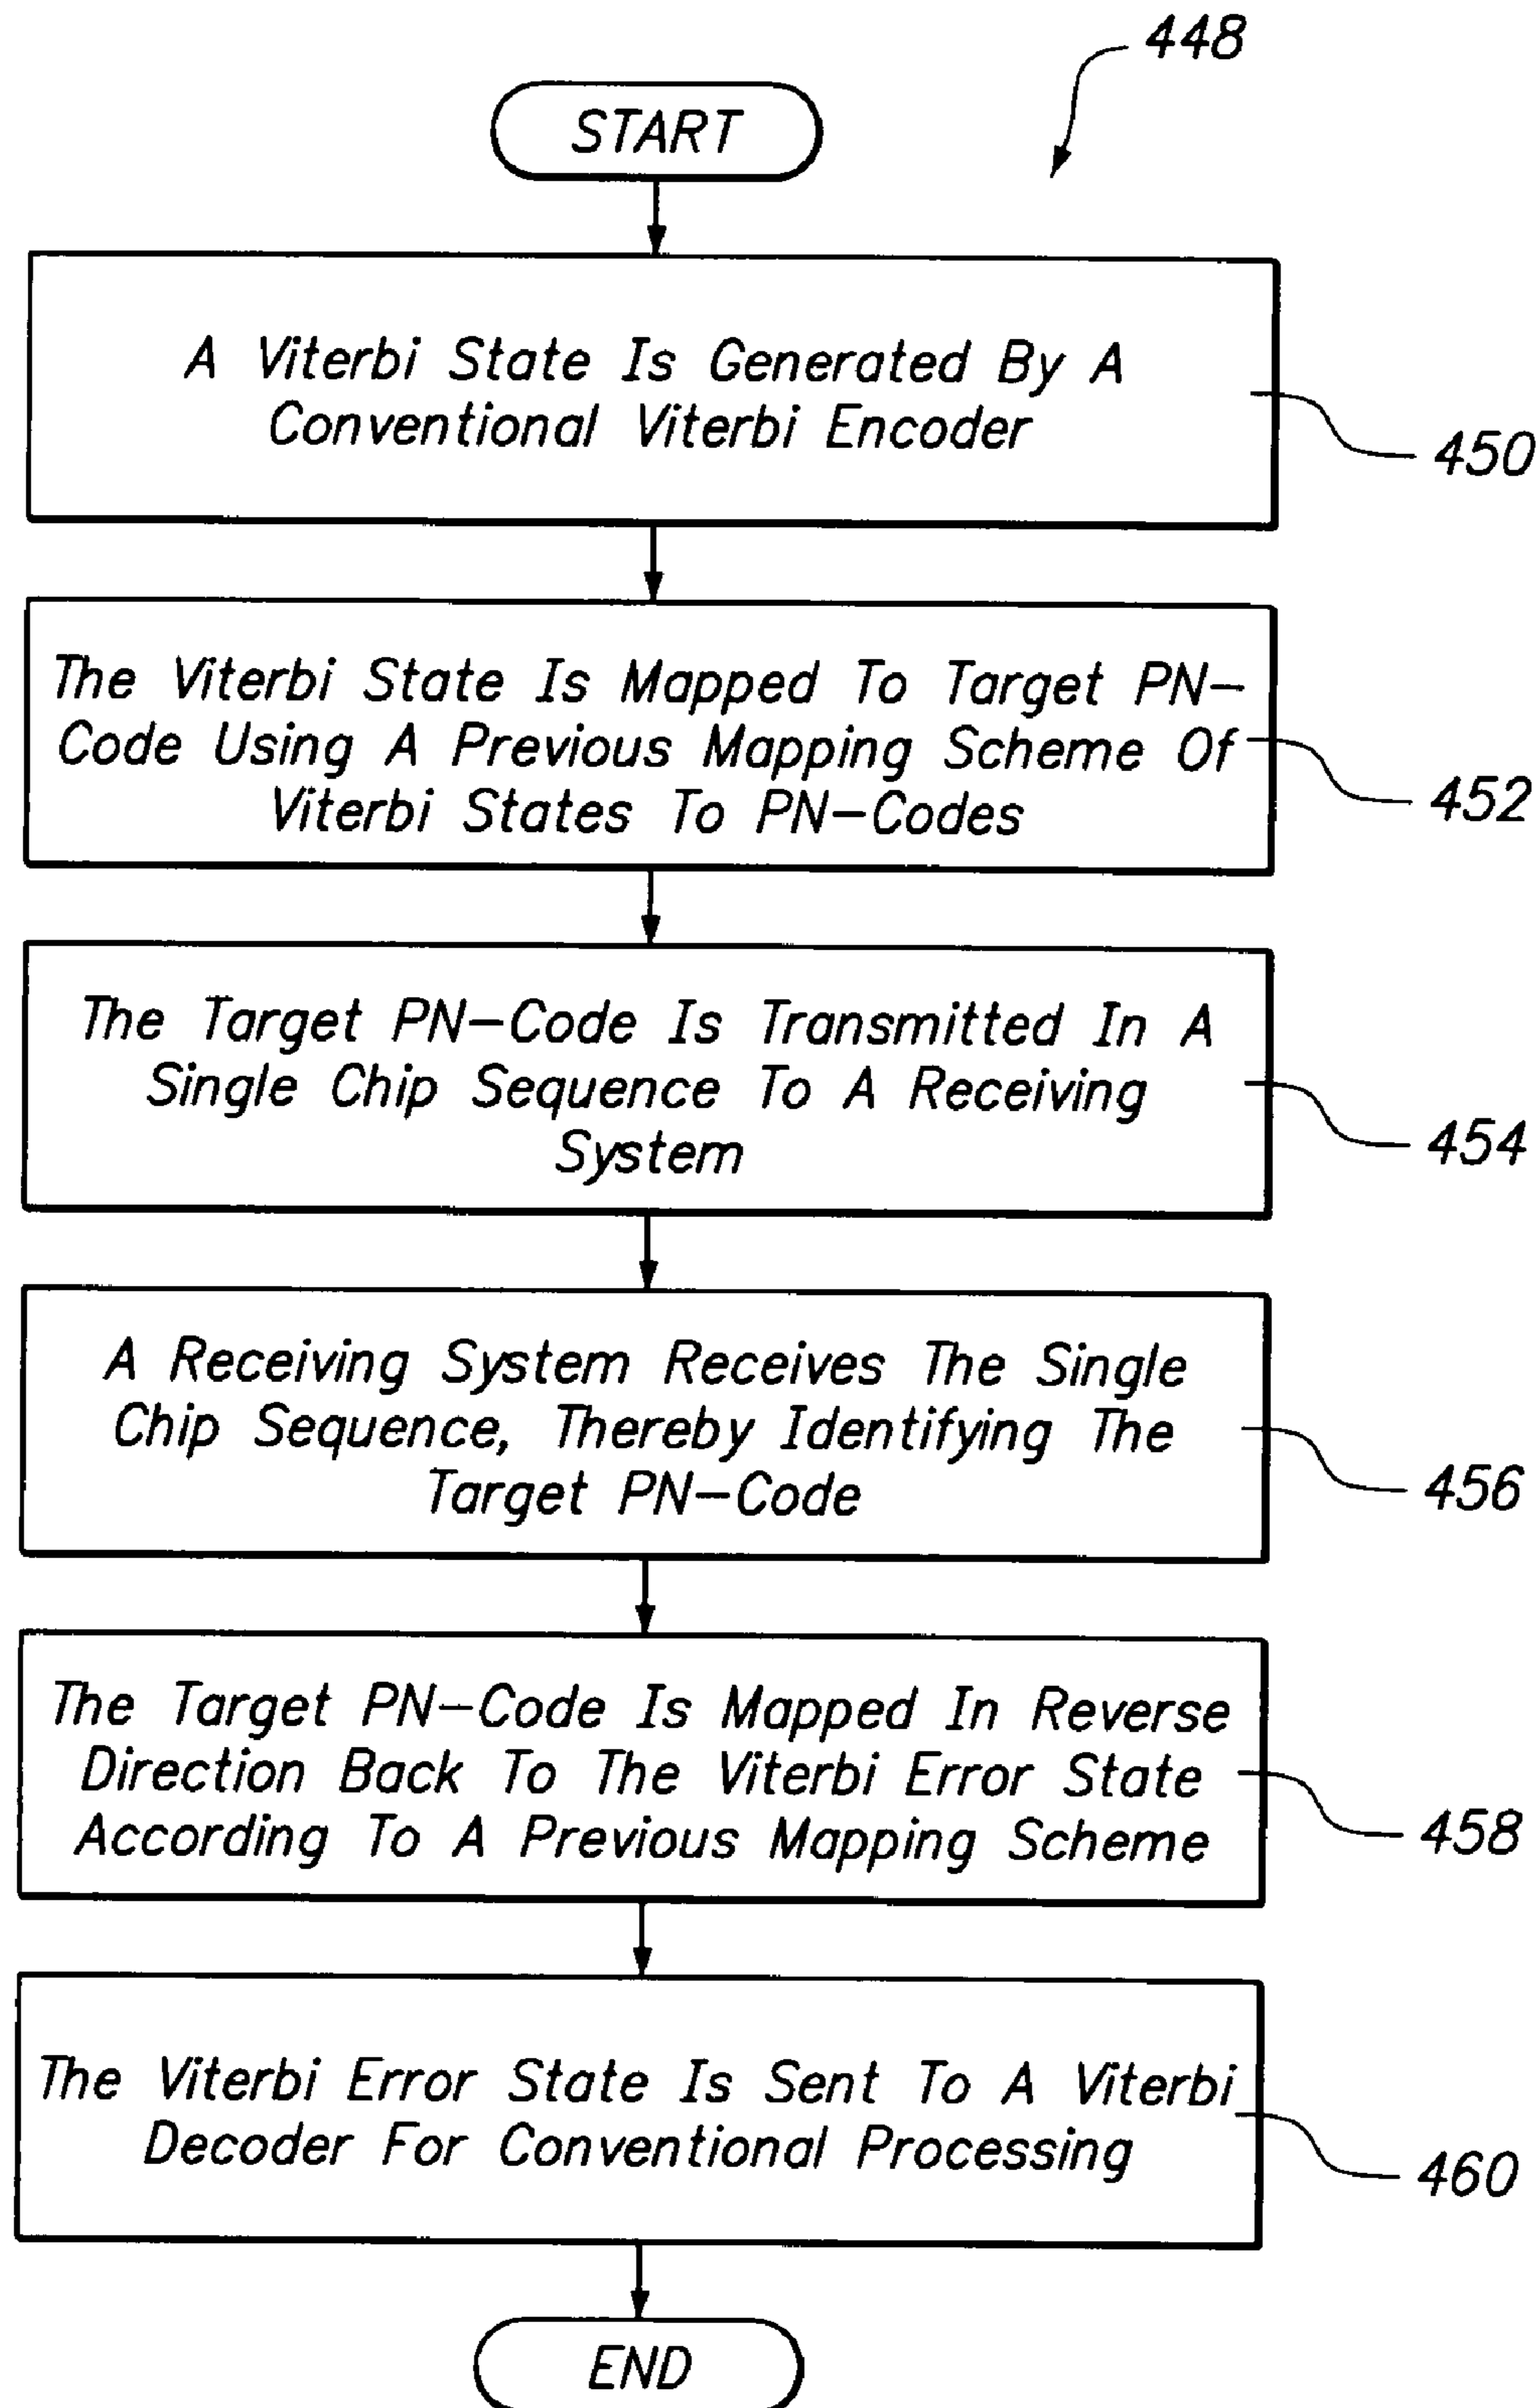 448
START
A Viterbi State Is Generated By A
Conventional Viterbi Encoder
450
The Viterbi State Is Mapped To Target PN-
Code Using A Previous Mapping Scheme Of
Viterbi States To PN-Codes
452
The Target PN-Code Is Transmitted In A
Single Chip Sequence To A Receiving
System
454
A Receiving System Receives The Single
Chip Sequence, Thereby Identifying The
Target PN-Code
456
The Target PN-Code Is Mapped In Reverse
Direction Back To The Viterbi Error State
According To A Previous Mapping Scheme
458
The Viterbi Error State Is Sent To A Viterbi
Decoder For Conventional Processing
460
END